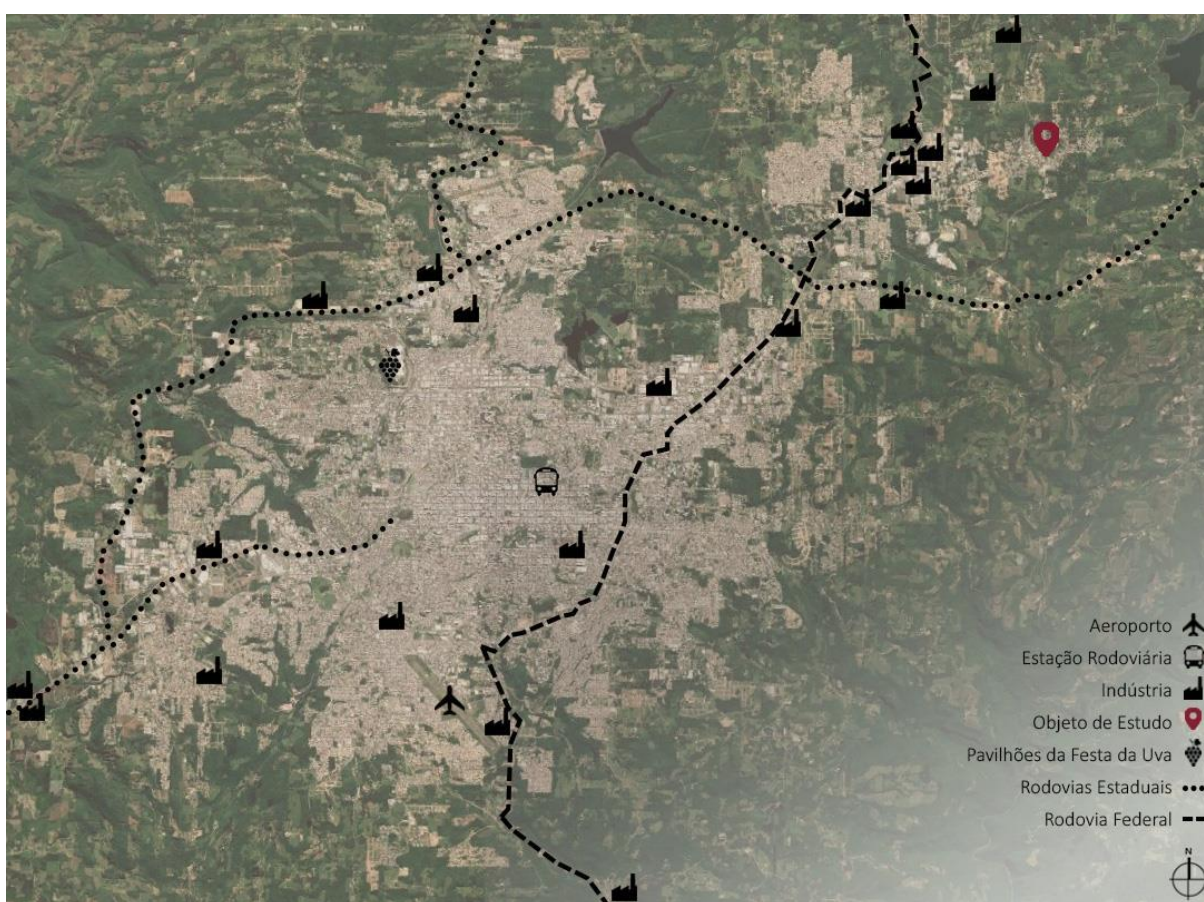 Aeroporto
Estação Rodoviária
Indústria
Objeto de Estudo
Pavilhões da Festa da Uva
Rodovias Estaduais
Rodovia Federal
N